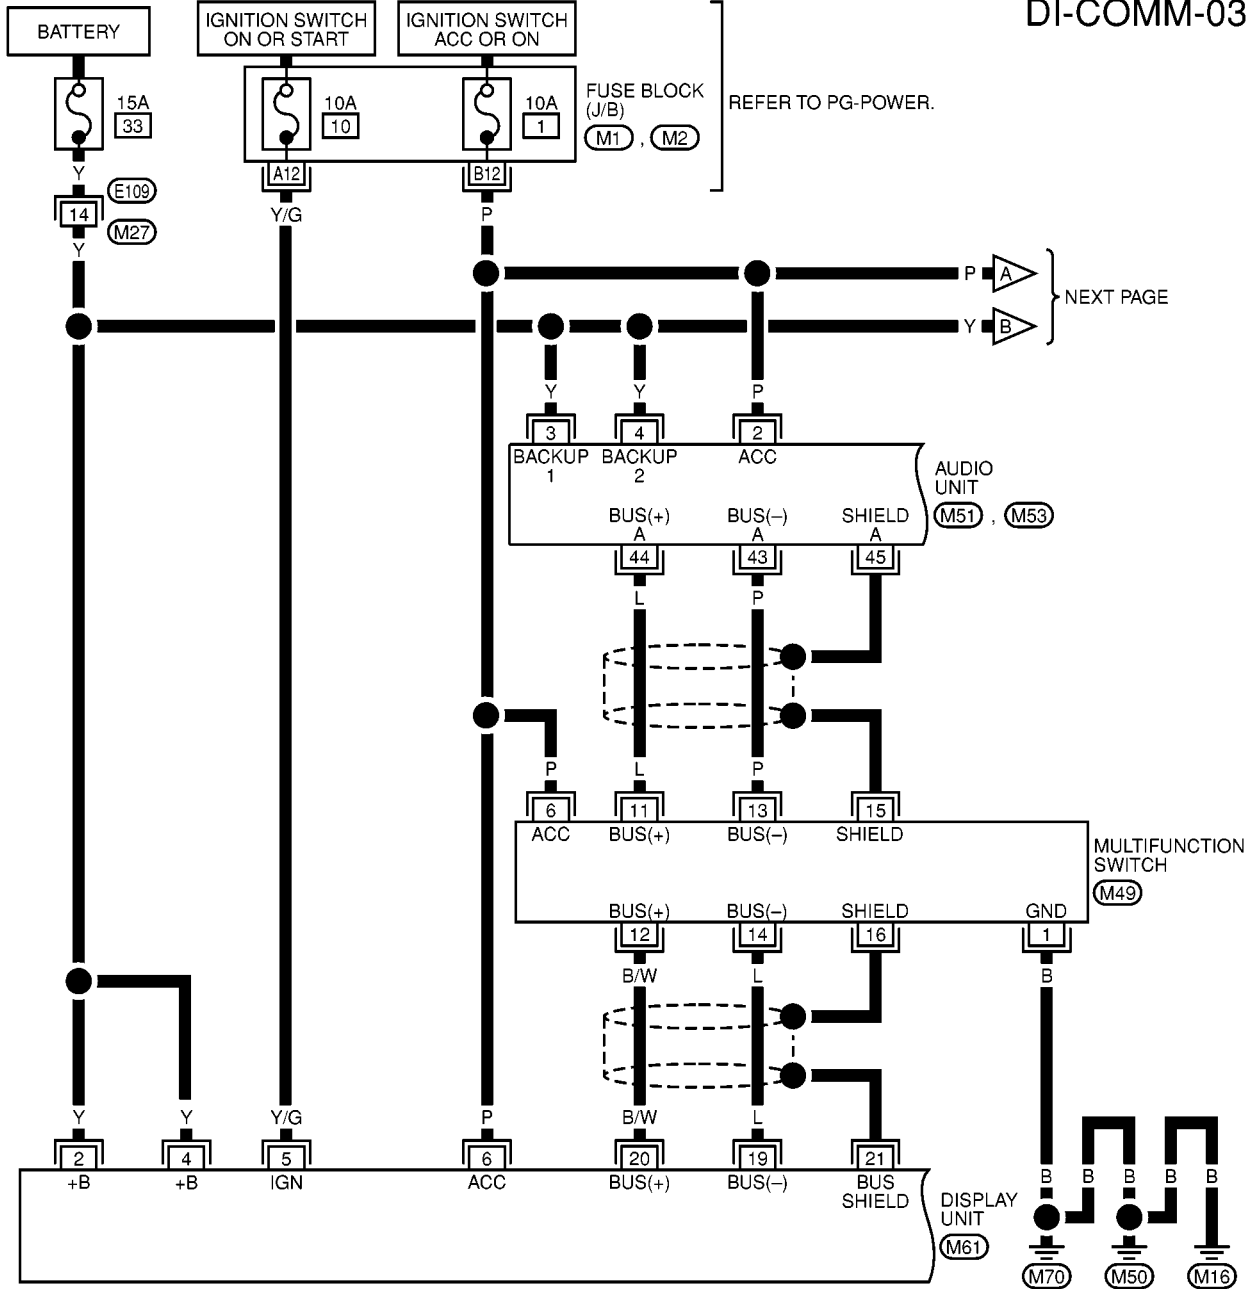 DI-COMM-03
BATTERY
IGNITION SWITCH
ON OR START
IGNITION SWITCH
ACC OR ON
15A
33
10A
10
10A
1
FUSE BLOCK
(J/B)
M1 , M2
REFER TO PG-POWER.
Y
E109
14
M27
Y
A12
Y/G
B12
P
P A
Y B
NEXT PAGE
Y Y P
3 4 2
BACKUP
1
BACKUP
2
ACC
AUDIO
UNIT
M51 , M53
BUS(+)
A
BUS(–)
A
SHIELD
A
44 43 45
L P
P L P
6 11 13 15
ACC BUS(+) BUS(–) SHIELD
MULTIFUNCTION
SWITCH
M49
BUS(+) BUS(–) SHIELD GND
12 14 16 1
B/W L B
Y Y Y/G P B/W L
2 4 5 6 20 19 21
+B +B IGN ACC BUS(+) BUS(–) BUS
SHIELD
B B B B B
DISPLAY
UNIT
M61
M70 M50 M16